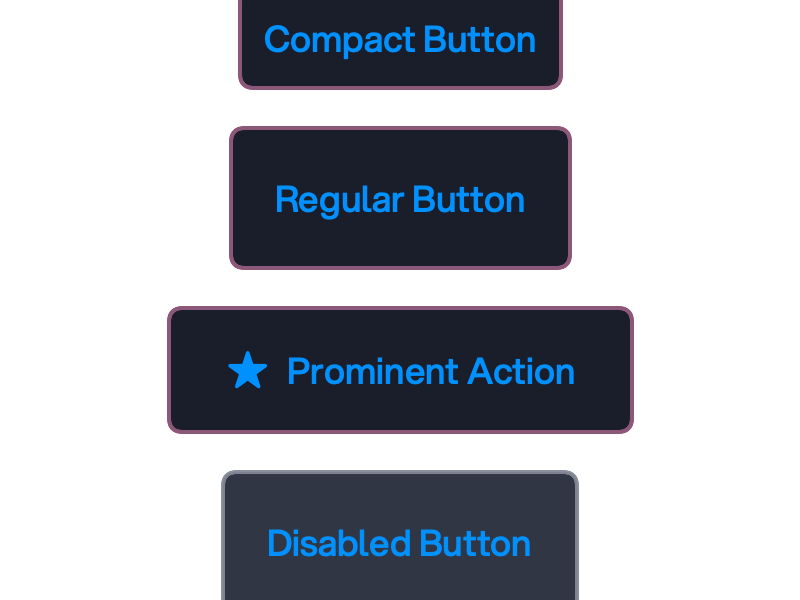 Compact Button
Regular Button
Prominent Action
Disabled Button